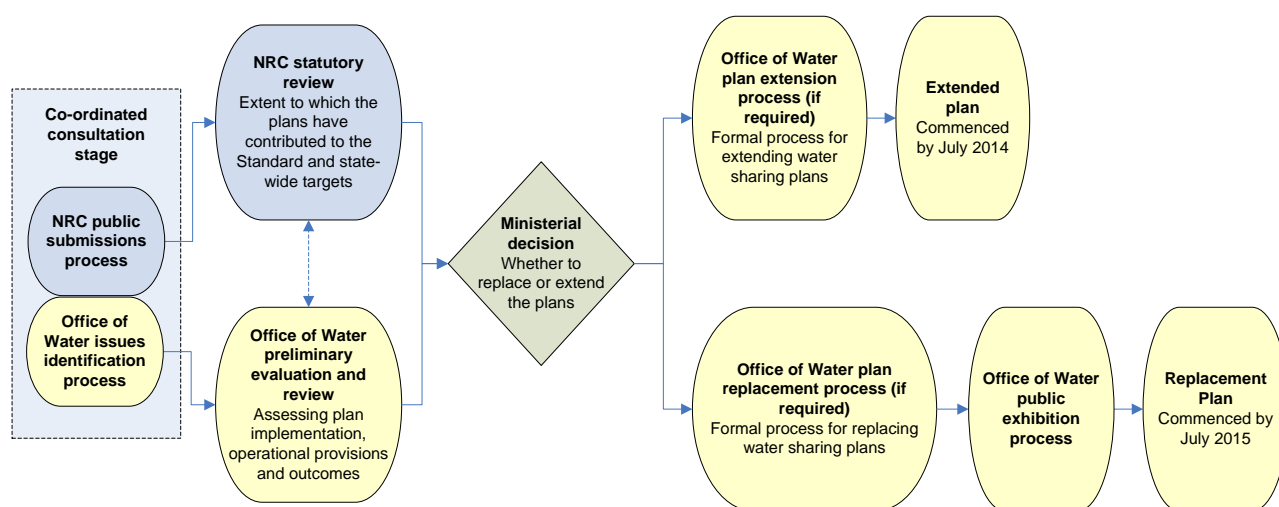 Co-ordinated
consultation
stage
NRC public
submissions
process
Office of
Water issues
identification
process
NRC statutory
review
Extent to which the
plans have
contributed to the
Standard and state-
wide targets
Office of Water
preliminary
evaluation and
review
Assessing plan
implementation,
operational provisions
and outcomes
Ministerial
decision
Whether to
replace or extend
the plans
Office of Water
plan extension
process (if
required)
Formal process for
extending water
sharing plans
Extended
plan
Commenced
by July 2014
Office of Water plan
replacement process (if
required)
Formal process for replacing
water sharing plans
Office of Water
public
exhibition
process
Replacement
Plan
Commenced by
July 2015